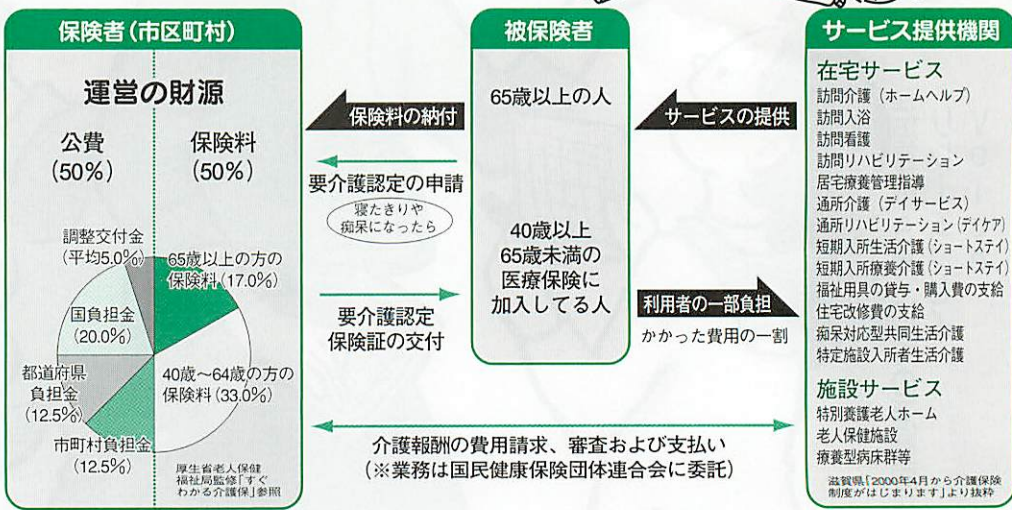 保険者(市区町村)
運営の財源
公費
(50%)
保険料
(50%)
調整交付金
(平均5.0%)
65歳以上の方の
保険料(17.0%)
国負担金
(20.0%)
都道府県
負担金
(12.5%)
40歳～64歳の方の
保険料(33.0%)
市町村負担金
(12.5%)
厚生省老人保健
福祉局監修「すぐ
わかる介護保」参照
保険料の納付
要介護認定の申請
寝たきりや
痴呆になったら
要介護認定
保険証の交付
被保険者
65歳以上の人
40歳以上
65歳未満の
医療保険に
加入してる人
サービスの提供
利用者の一部負担
かかった費用の一割
介護報酬の費用請求、審査および支払い
(※業務は国民健康保険団体連合会に委託)
サービス提供機関
在宅サービス
訪問介護(ホームヘルプ)
訪問入浴
訪問看護
訪問リハビリテーション
居宅療養管理指導
通所介護(デイサービス)
通所リハビリテーション(デイケア)
短期入所生活介護(ショートステイ)
短期入所療養介護(ショートステイ)
福祉用具の貸与・購入費の支給
住宅改修費の支給
痴呆対応型共同生活介護
特定施設入所者生活介護
施設サービス
特別養護老人ホーム
老人保健施設
療養型病床群等
滋賀県「2000年4月から介護保険
制度がはじまります」より抜粋